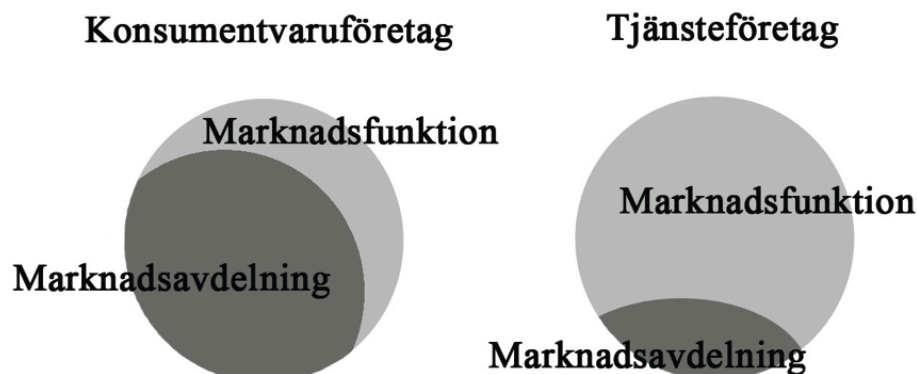 Konsumentvaruföretag
Tjänsteföretag
Marknadsfunktion
Marknadsfunktion
Marknadsavdelning
Marknadsavdelning